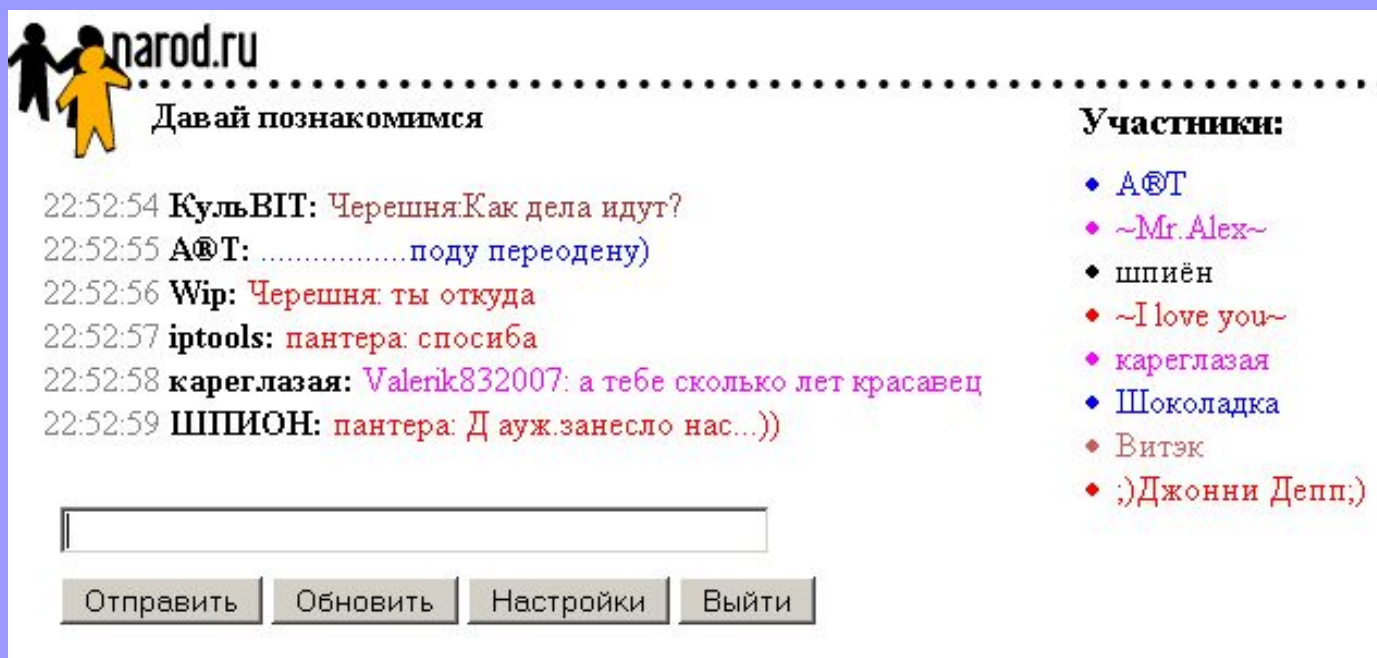 narod.ru
Давай познакомимся
22:52:54 КульBIT: Черешня:Как дела идут?
22:52:55 A®T: .................поду переодену)
22:52:56 Wip: Черешня: ты откуда
22:52:57 iptools: пантера: спосиба
22:52:58 кареглазая: Valerik832007: а тебе сколько лет красавец
22:52:59 ШПИОН: пантера: Д ауж.занесло нас...))
Отправить Обновить Настройки Выйти
Участники:
A®T
~Mr.Alex~
шпиён
~I love you~
кареглазая
Шоколадка
Витэк
;)Джонни Депп;)